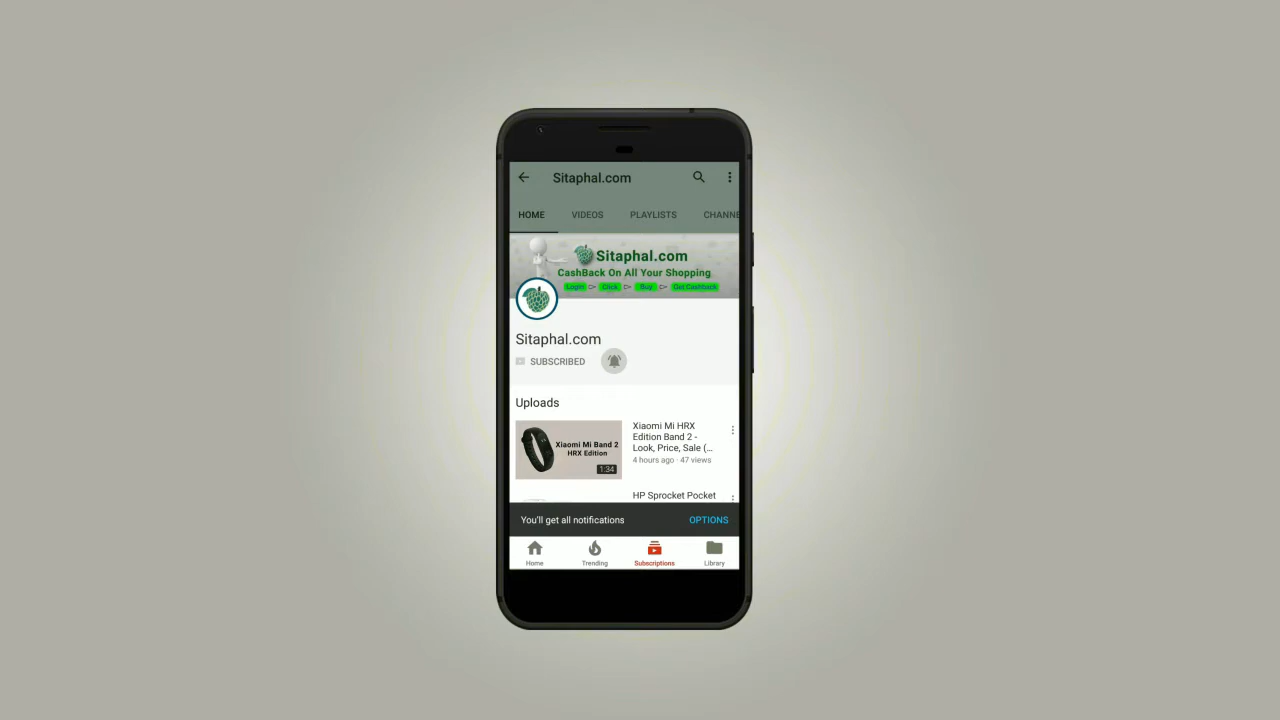 Sitaphal.com
HOME VIDEOS PLAYLISTS CHANNE
Sitaphal.com
CashBack On All Your Shopping
Login Click Buy Get Cashback
Sitaphal.com
SUBSCRIBED
Uploads
Xiaomi Mi Band 2
HRX Edition
1:34
Xiaomi Mi HRX
Edition Band 2 -
Look, Price, Sale (...
4 hours ago · 47 views
HP Sprocket Pocket
You'll get all notifications OPTIONS
Home Trending Subscriptions Library